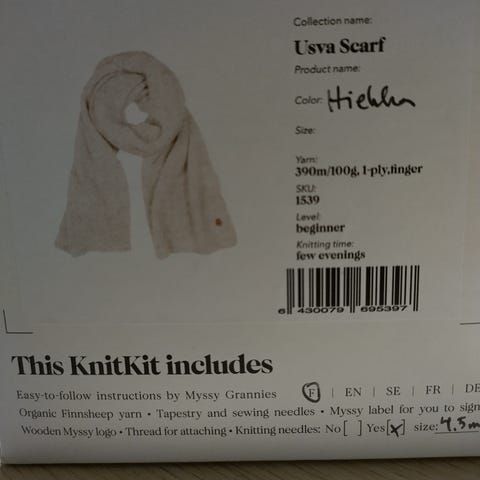 Collection name:
Usva Scarf
Product name:
Color: Hiekka
Size:
Yarn:
390m/100g, 1-ply,finger
SKU:
1539
Level:
beginner
Knitting time:
few evenings
6 430079 695397
This KnitKit includes
Easy-to-follow instructions by Myssy Grannies FI | EN | SE | FR | DE
Organic Finnsheep yarn • Tapestry and sewing needles • Myssy label for you to sign
Wooden Myssy logo • Thread for attaching • Knitting needles: No [ ] Yes [x] size: 4.5m